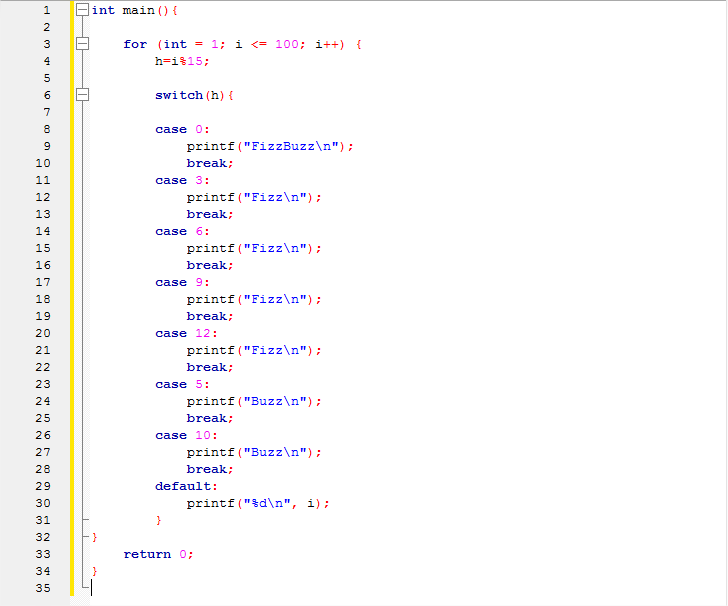 1 int main(){
2
3 for (int = 1; i <= 100; i++) {
4 h=i%15;
5
6 switch(h){
7
8 case 0:
9 printf("FizzBuzz\n");
10 break;
11 case 3:
12 printf("Fizz\n");
13 break;
14 case 6:
15 printf("Fizz\n");
16 break;
17 case 9:
18 printf("Fizz\n");
19 break;
20 case 12:
21 printf("Fizz\n");
22 break;
23 case 5:
24 printf("Buzz\n");
25 break;
26 case 10:
27 printf("Buzz\n");
28 break;
29 default:
30 printf("%d\n", i);
31 }
32 }
33 return 0;
34 }
35